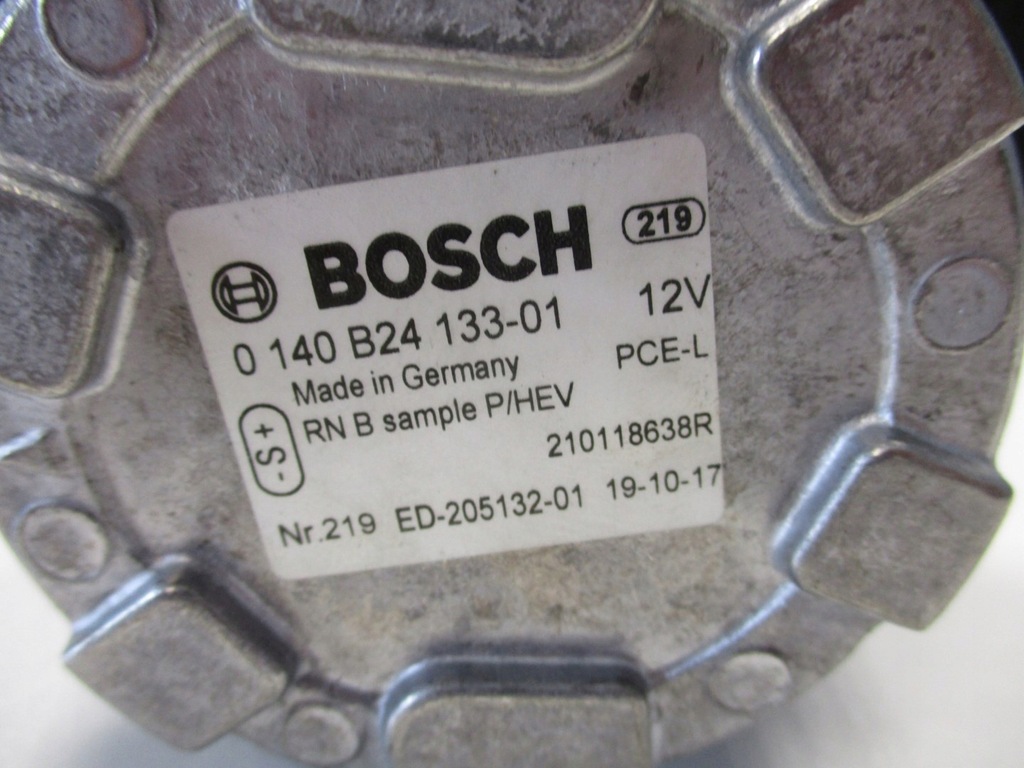 BOSCH 219
0 140 B24 133-01 12V
Made in Germany PCE-L
RN B sample P/HEV
+S-
210118638R
Nr.219 ED-205132-01 19-10-17